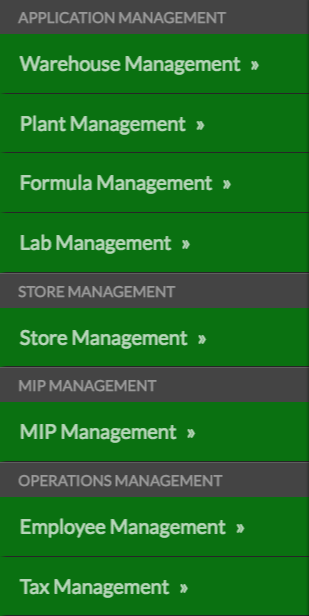 APPLICATION MANAGEMENT
Warehouse Management »
Plant Management »
Formula Management »
Lab Management »
STORE MANAGEMENT
Store Management »
MIP MANAGEMENT
MIP Management »
OPERATIONS MANAGEMENT
Employee Management »
Tax Management »